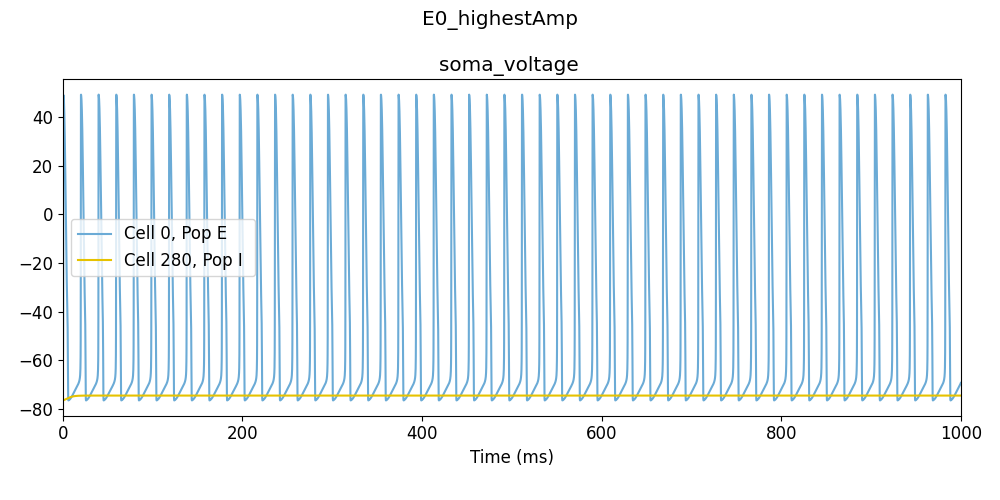 E0_highestAmp
soma_voltage
40
20
0
−20
−40
−60
−80
Cell 0, Pop E
Cell 280, Pop I
0 200 400 600 800 1000
Time (ms)